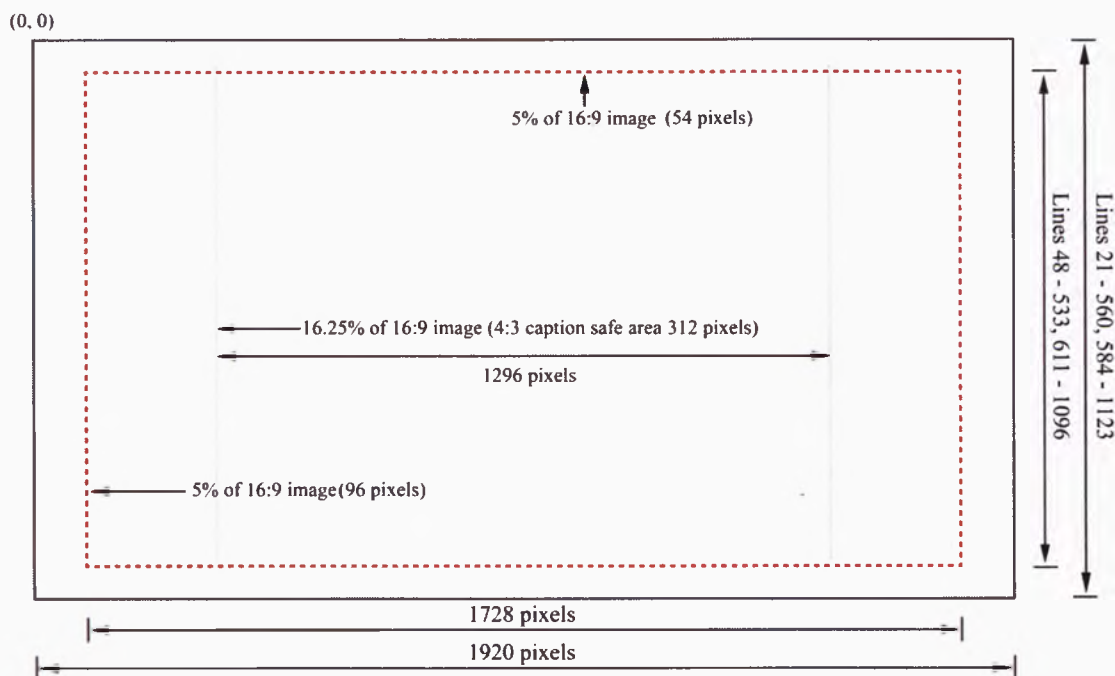 (0, 0)
5% of 16:9 image (54 pixels)
16.25% of 16:9 image (4:3 caption safe area 312 pixels)
1296 pixels
5% of 16:9 image(96 pixels)
1728 pixels
1920 pixels
Lines 48 - 533, 611 - 1096
Lines 21 - 560, 584 - 1123